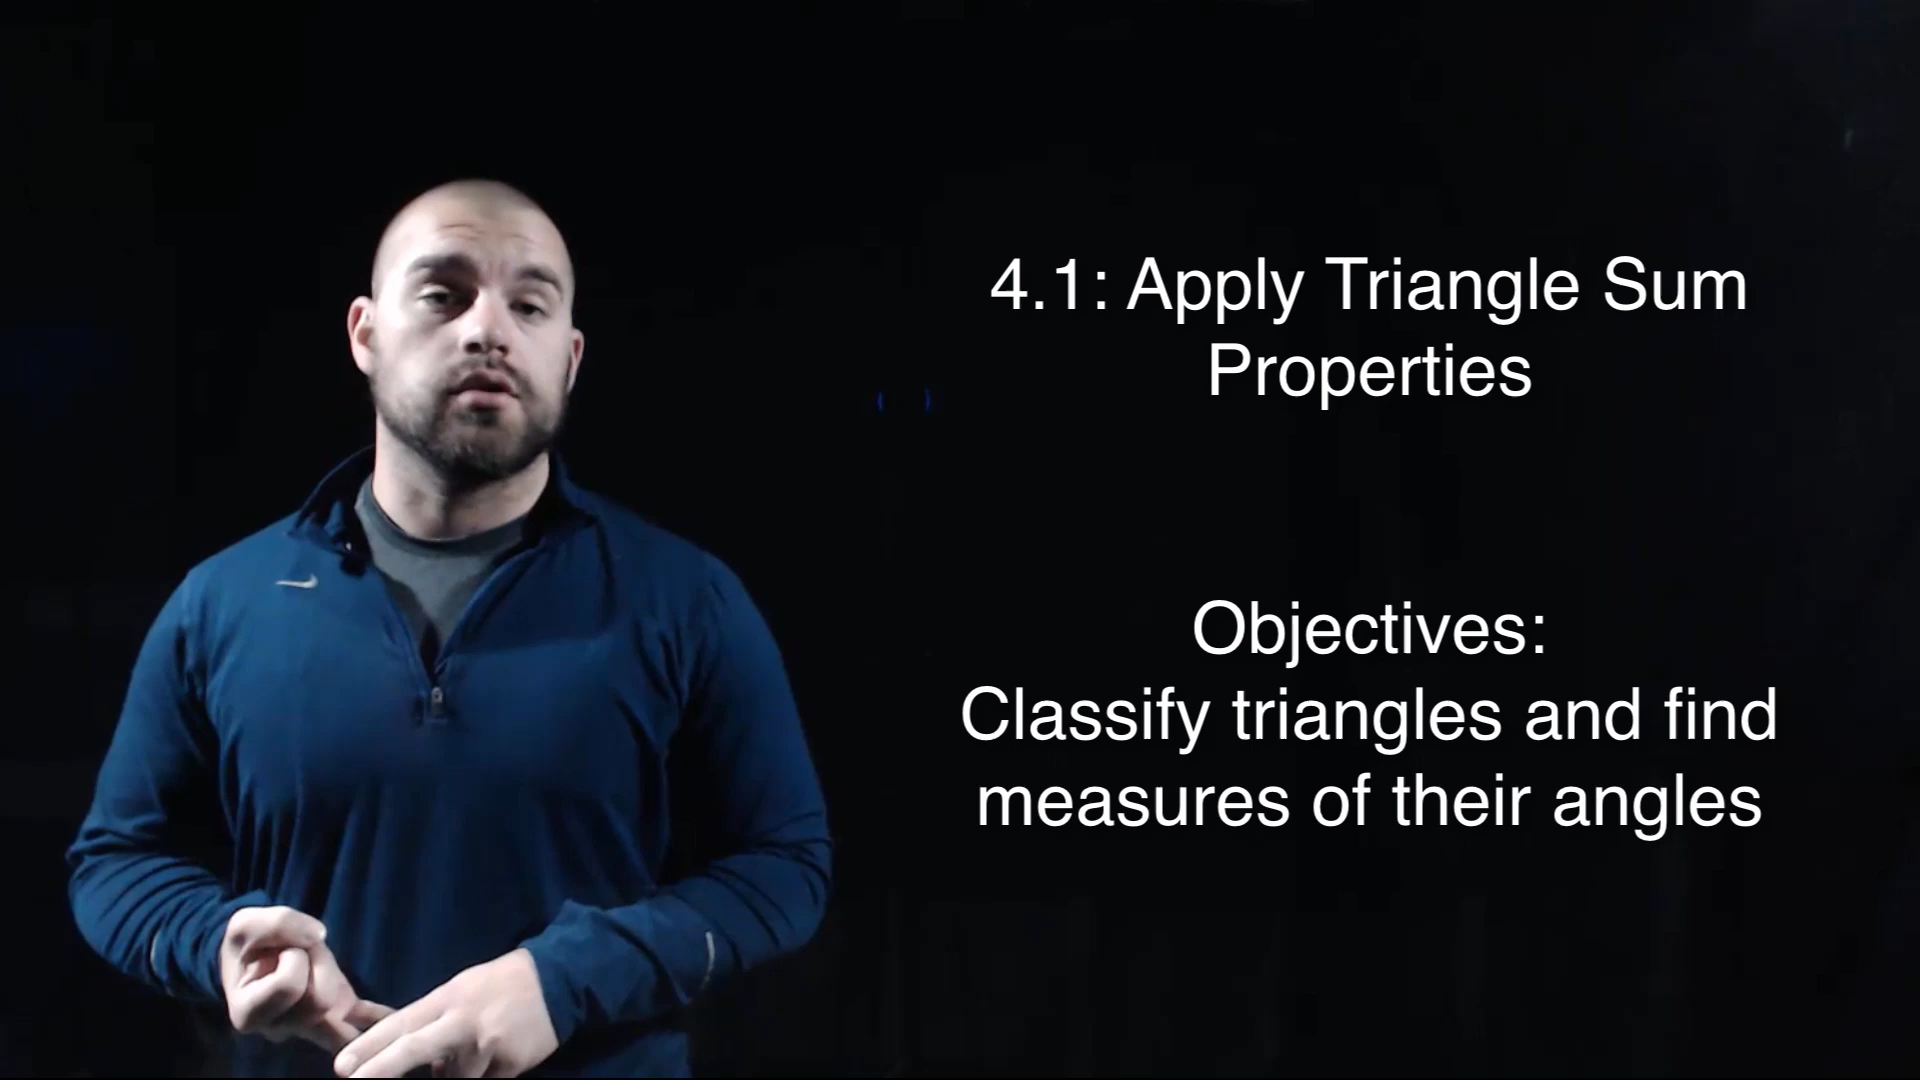 4.1: Apply Triangle Sum
Properties
Objectives:
Classify triangles and find
measures of their angles